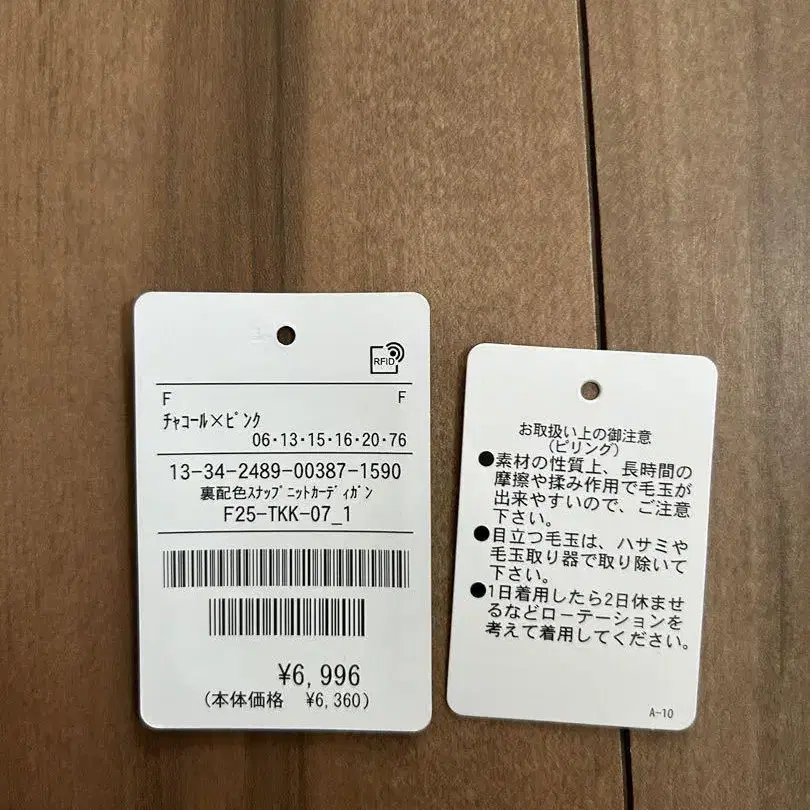 RFID
F F
ﾁｬｺｰﾙ×ﾋﾟﾝｸ
06・13・15・16・20・76
13-34-2489-00387-1590
裏配色ｽﾅｯﾌﾟﾆｯﾄｶｰﾃﾞｨｶﾞﾝ
F25-TKK-07_1
¥6,996
(本体価格 ¥6,360)
お取扱い上の御注意
(ピリング)
●素材の性質上、長時間の
摩擦や揉み作用で毛玉が
出来やすいので、ご注意
下さい。
●目立つ毛玉は、ハサミや
毛玉取り器で取り除いて
下さい。
●1日着用したら2日休ませ
るなどローテーションを
考えて着用してください。
A-10